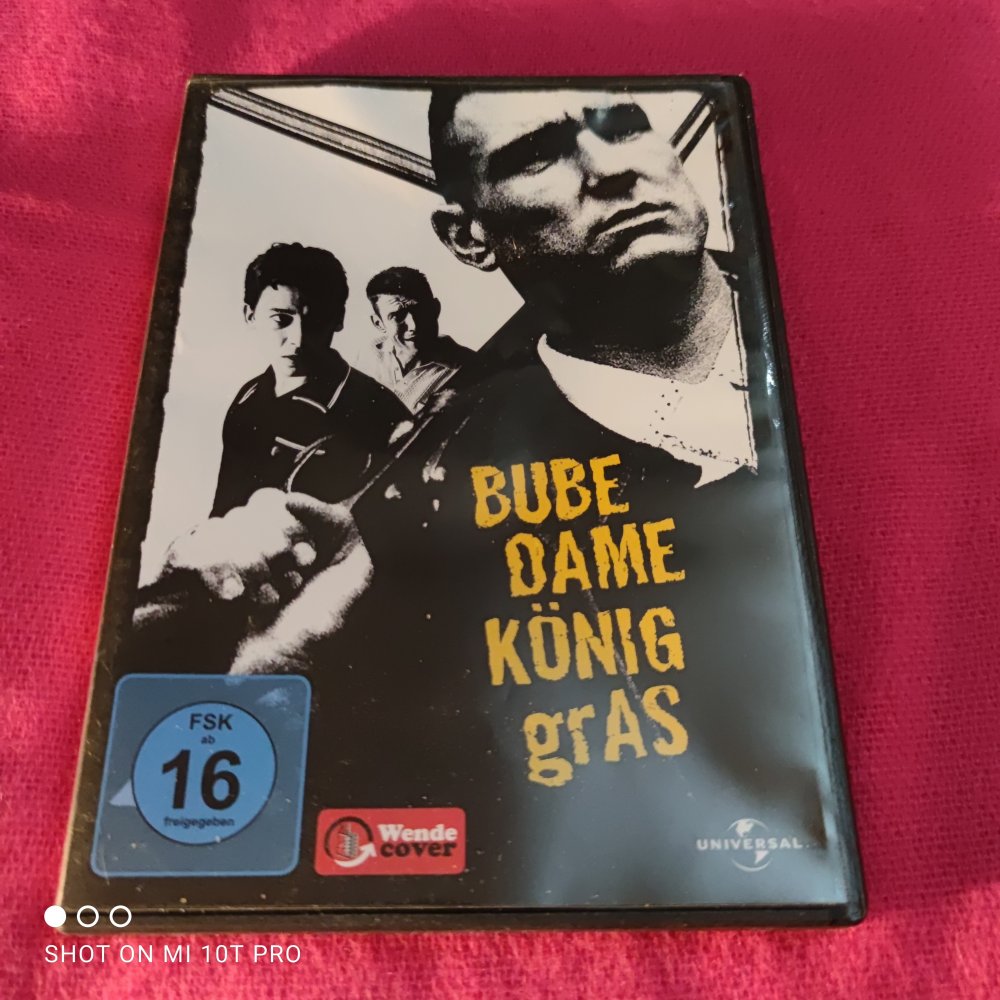 BUBE
DAME
KÖNIG
grAS
FSK
ab
16
freigegeben
Wende
cover
UNIVERSAL
SHOT ON MI 10T PRO